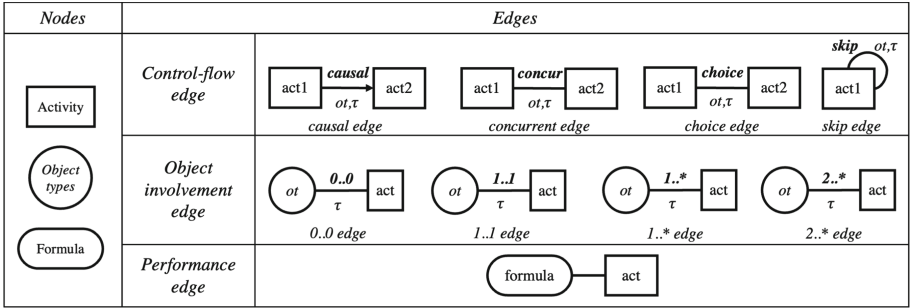 Nodes
Edges
Activity
Object
types
Formula
Control-flow
edge
act1
causal
ot,τ
act2
causal edge
act1
concur
ot,τ
act2
concurrent edge
act1
choice
ot,τ
act2
choice edge
skip
ot,τ
act1
skip edge
Object
involvement
edge
ot
0..0
τ
act
0..0 edge
ot
1..1
τ
act
1..1 edge
ot
1..*
τ
act
1..* edge
ot
2..*
τ
act
2..* edge
Performance
edge
formula
act